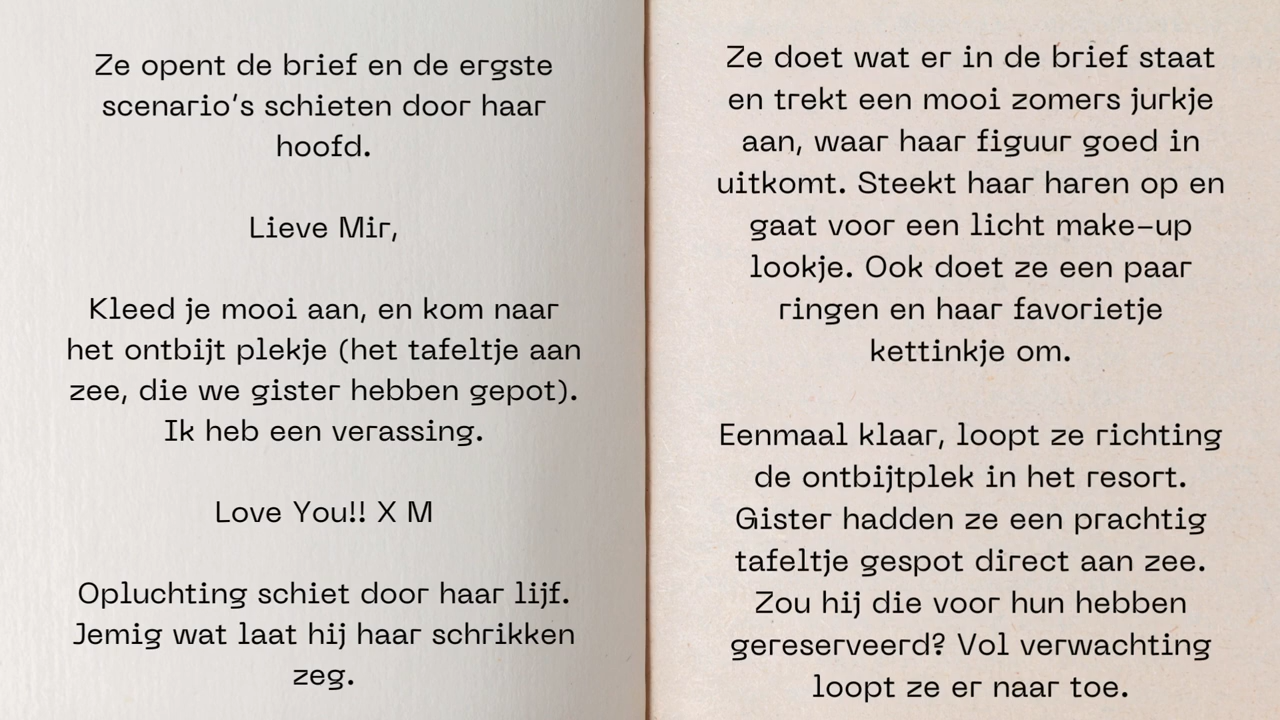 Ze opent de brief en de ergste
scenario's schieten door haar
hoofd.
Lieve Mir,
Kleed je mooi aan, en kom naar
het ontbijt plekje (het tafeltje aan
zee, die we gister hebben gepot).
Ik heb een verassing.
Love You!! X M
Opluchting schiet door haar lijf.
Jemig wat laat hij haar schrikken
zeg.
Ze doet wat er in de brief staat
en trekt een mooi zomers jurkje
aan, waar haar figuur goed in
uitkomt. Steekt haar haren op en
gaat voor een licht make-up
lookje. Ook doet ze een paar
ringen en haar favorietje
kettinkje om.
Eenmaal klaar, loopt ze richting
de ontbijtplek in het resort.
Gister hadden ze een prachtig
tafeltje gespot direct aan zee.
Zou hij die voor hun hebben
gereserveerd? Vol verwachting
loopt ze er naar toe.